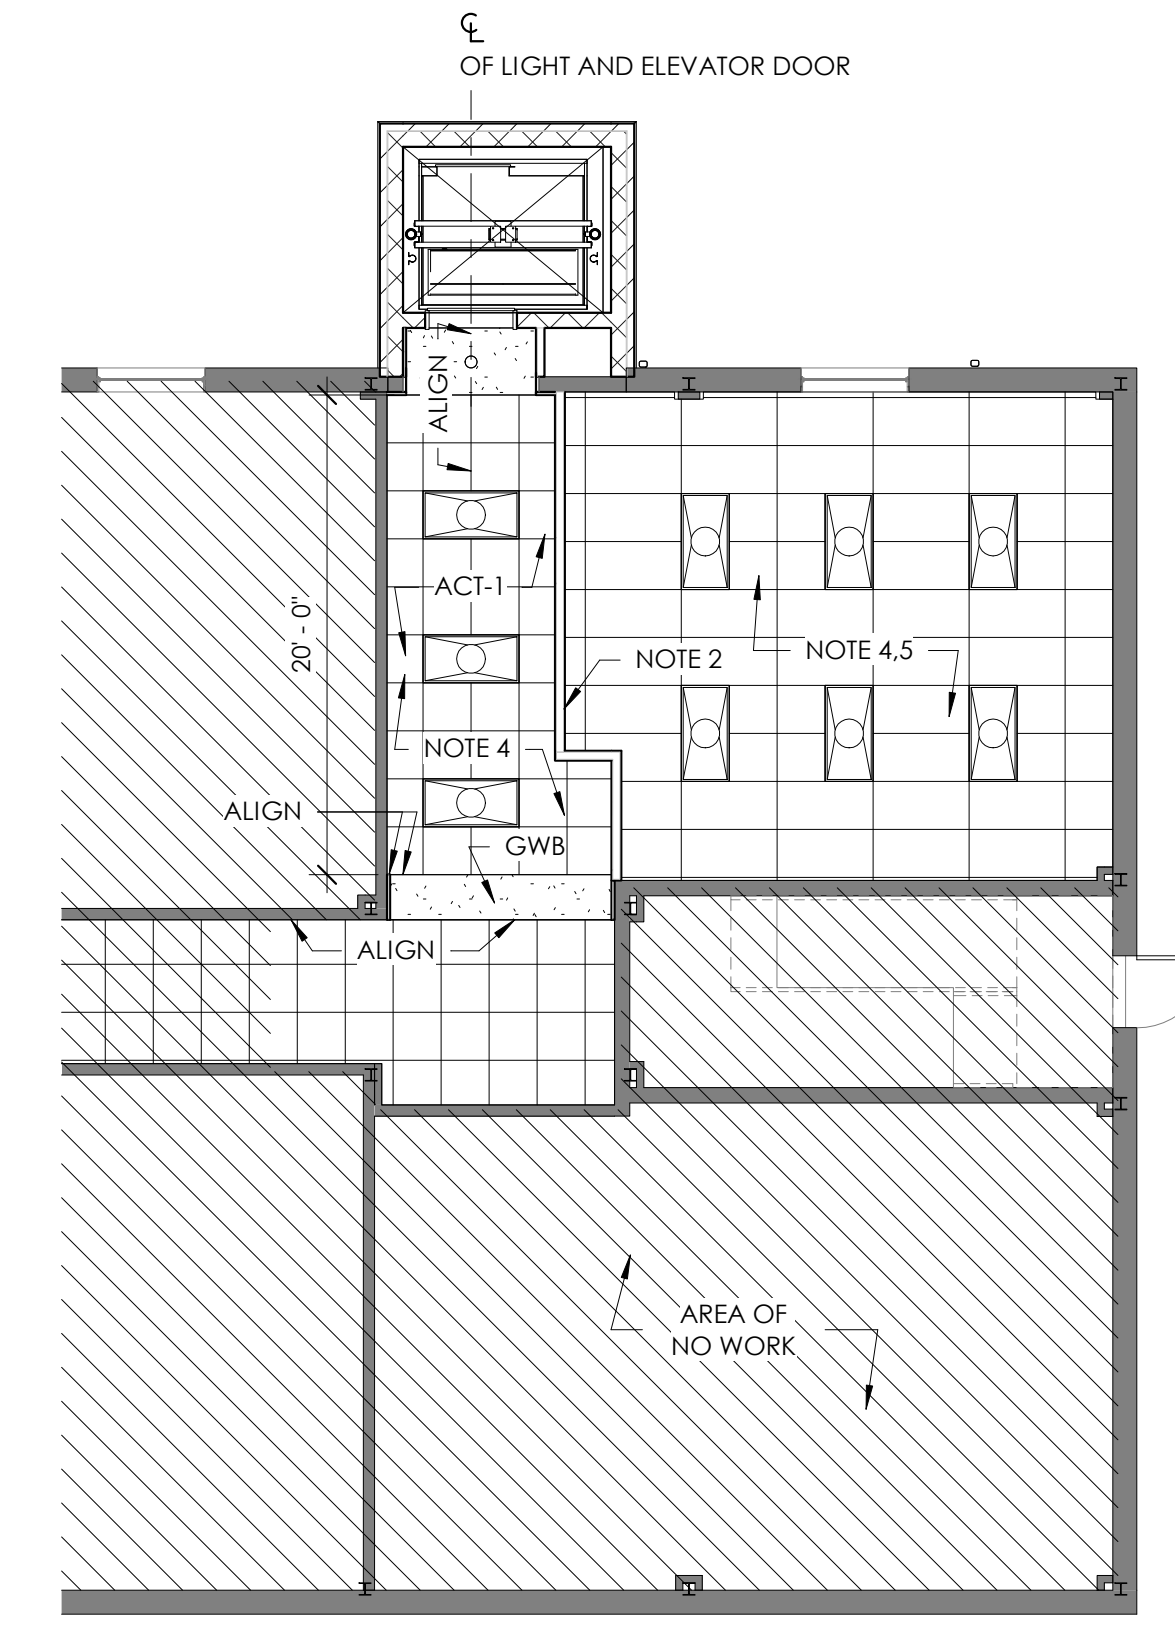 ℄
OF LIGHT AND ELEVATOR DOOR
ALIGN
ACT-1
20' - 0"
NOTE 2
NOTE 4,5
NOTE 4
ALIGN
GWB
ALIGN
AREA OF
NO WORK